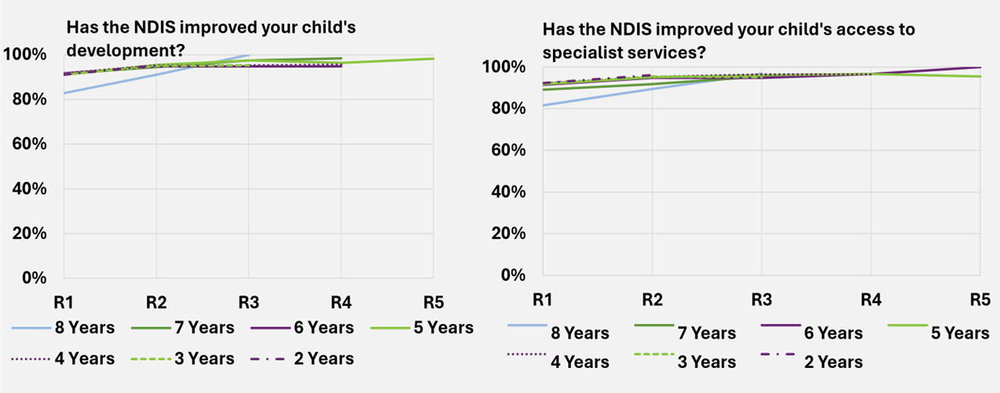 Has the NDIS improved your child's
development?
100%
80%
60%
40%
20%
0%
R1 R2 R3 R4 R5
8 Years 7 Years 6 Years 5 Years
4 Years 3 Years 2 Years
Has the NDIS improved your child's access to
specialist services?
100%
80%
60%
40%
20%
0%
R1 R2 R3 R4 R5
8 Years 7 Years 6 Years 5 Years
4 Years 3 Years 2 Years